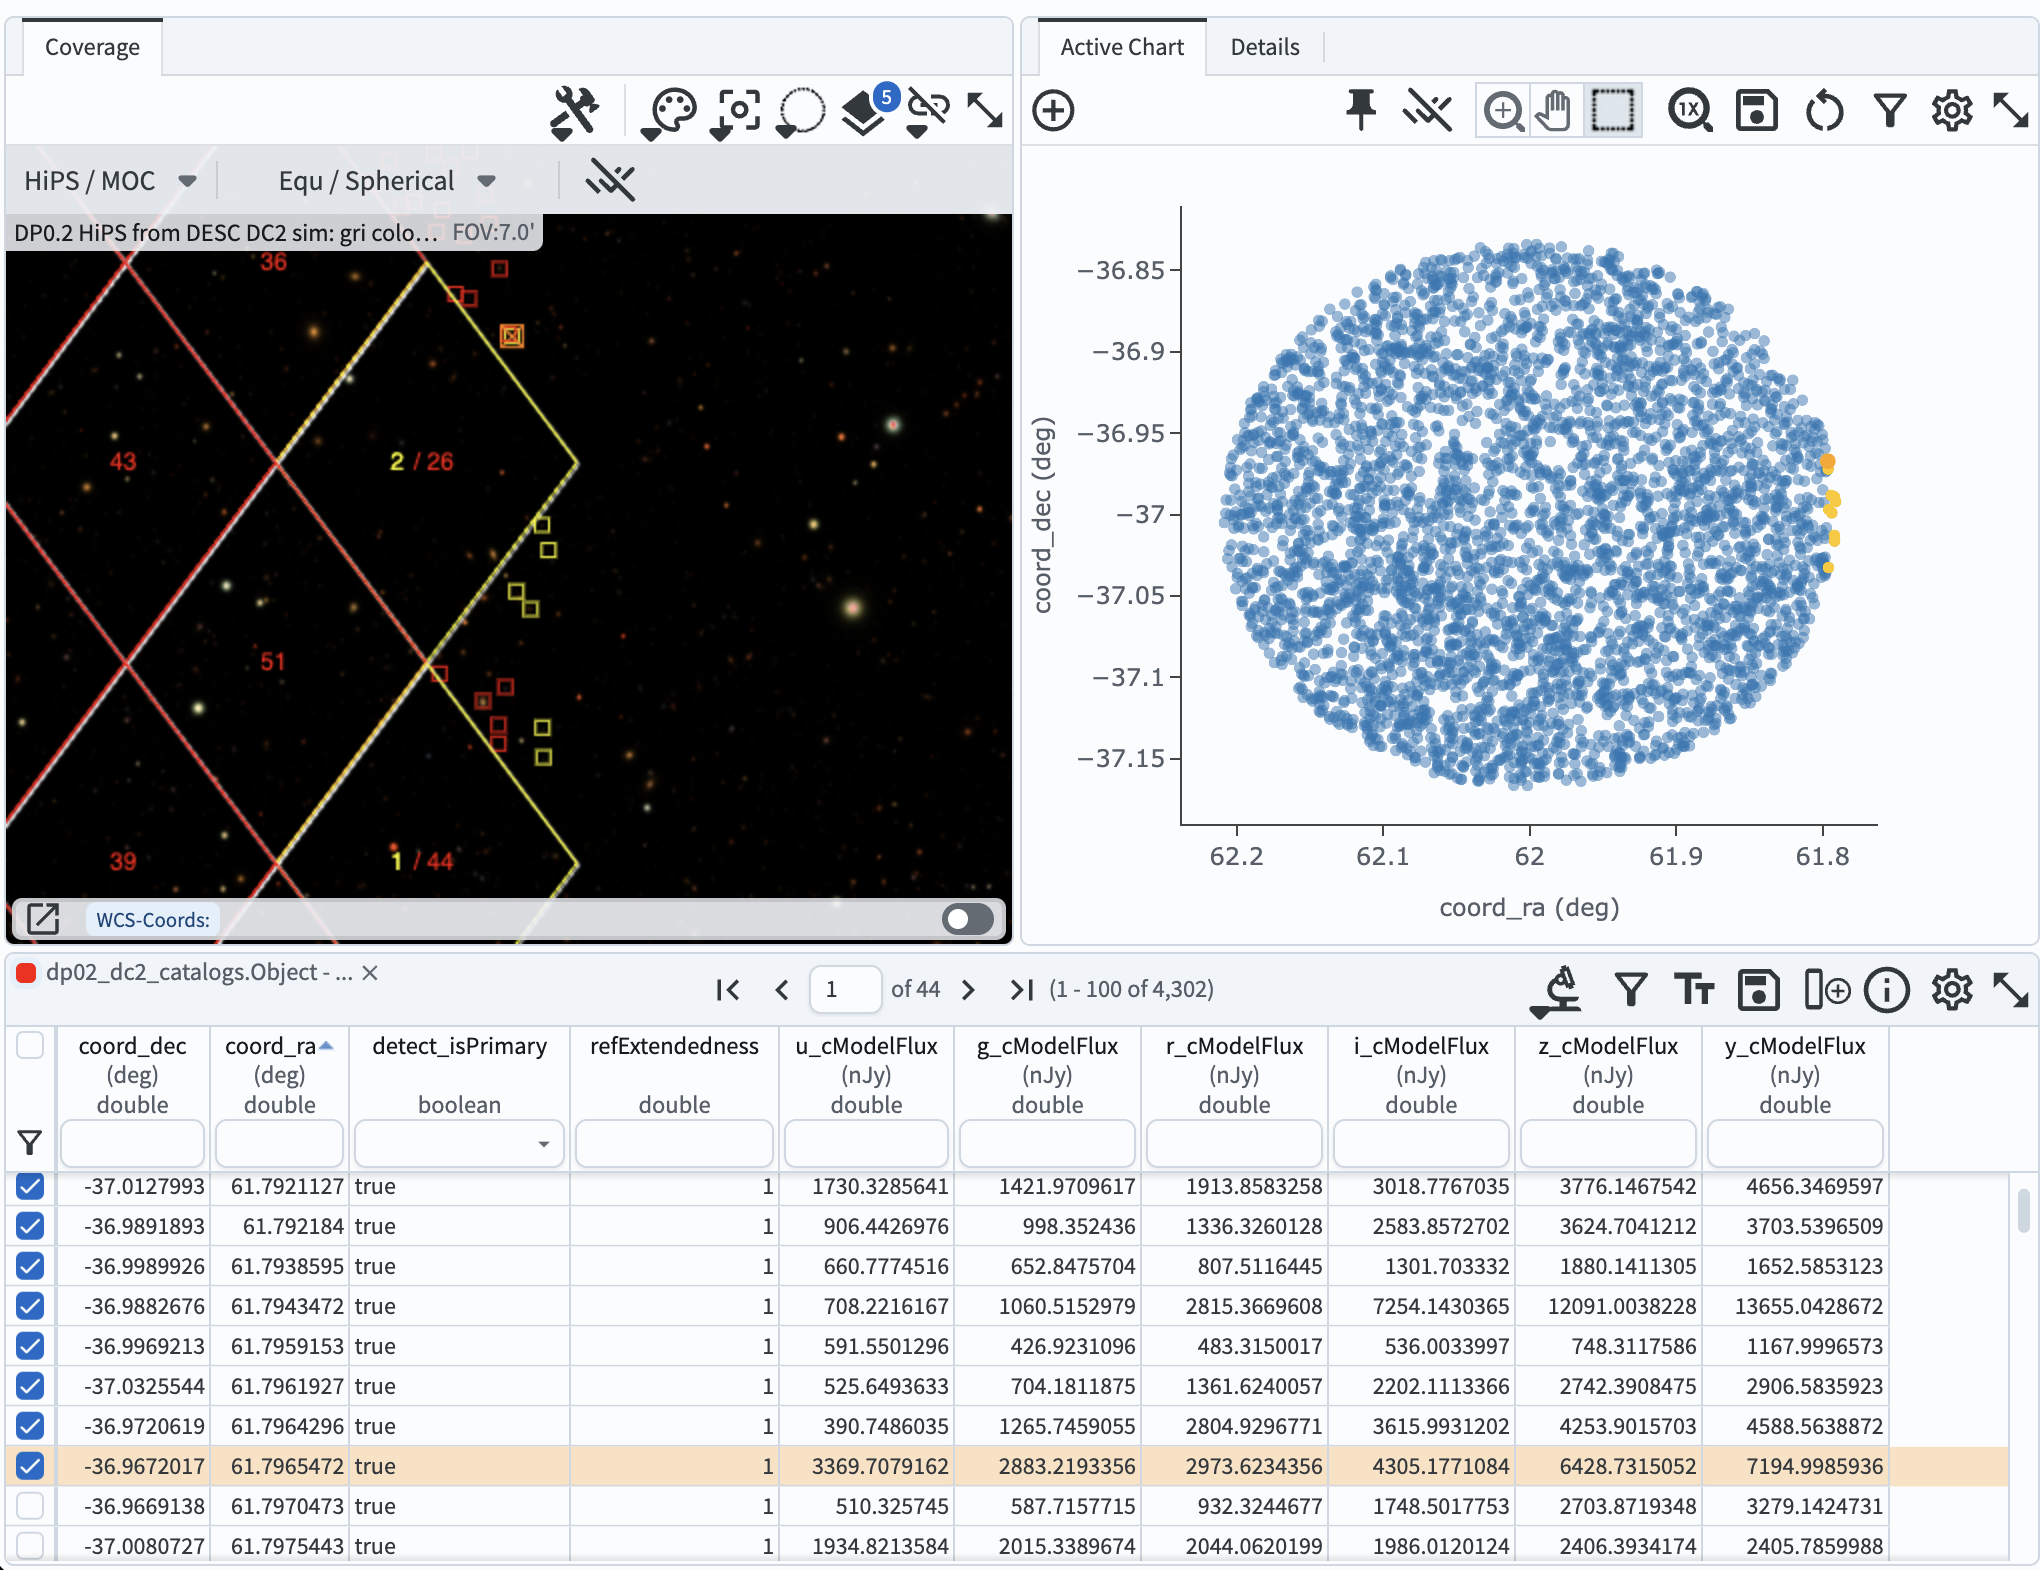 Coverage
Active Chart Details
5
1X
HiPS / MOC Equ / Spherical
DP0.2 HiPS from DESC DC2 sim: gri colo... FOV:7.0'
36
43
2 / 26
51
39
1 / 44
WCS-Coords:
coord_dec (deg)
−36.85
−36.9
−36.95
−37
−37.05
−37.1
−37.15
62.2 62.1 62 61.9 61.8
coord_ra (deg)
dp02_dc2_catalogs.Object - ... 1 of 44 (1 - 100 of 4,302)
coord_dec coord_ra detect_isPrimary refExtendedness u_cModelFlux g_cModelFlux r_cModelFlux i_cModelFlux z_cModelFlux y_cModelFlux
(deg) (deg) (nJy) (nJy) (nJy) (nJy) (nJy) (nJy)
double double boolean double double double double double double double
-37.0127993 61.7921127 true 1 1730.3285641 1421.9709617 1913.8583258 3018.7767035 3776.1467542 4656.3469597
-36.9891893 61.792184 true 1 906.4426976 998.352436 1336.3260128 2583.8572702 3624.7041212 3703.5396509
-36.9989926 61.7938595 true 1 660.7774516 652.8475704 807.5116445 1301.703332 1880.1411305 1652.5853123
-36.9882676 61.7943472 true 1 708.2216167 1060.5152979 2815.3669608 7254.1430365 12091.0038228 13655.0428672
-36.9969213 61.7959153 true 1 591.5501296 426.9231096 483.3150017 536.0033997 748.3117586 1167.9996573
-37.0325544 61.7961927 true 1 525.6493633 704.1811875 1361.6240057 2202.1113366 2742.3908475 2906.5835923
-36.9720619 61.7964296 true 1 390.7486035 1265.7459055 2804.9296771 3615.9931202 4253.9015703 4588.5638872
-36.9672017 61.7965472 true 1 3369.7079162 2883.2193356 2973.6234356 4305.1771084 6428.7315052 7194.9985936
-36.9669138 61.7970473 true 1 510.325745 587.7157715 932.3244677 1748.5017753 2703.8719348 3279.1424731
-37.0080727 61.7975443 true 1 1934.8213584 2015.3389674 2044.0620199 1986.0120124 2406.3934174 2405.7859988